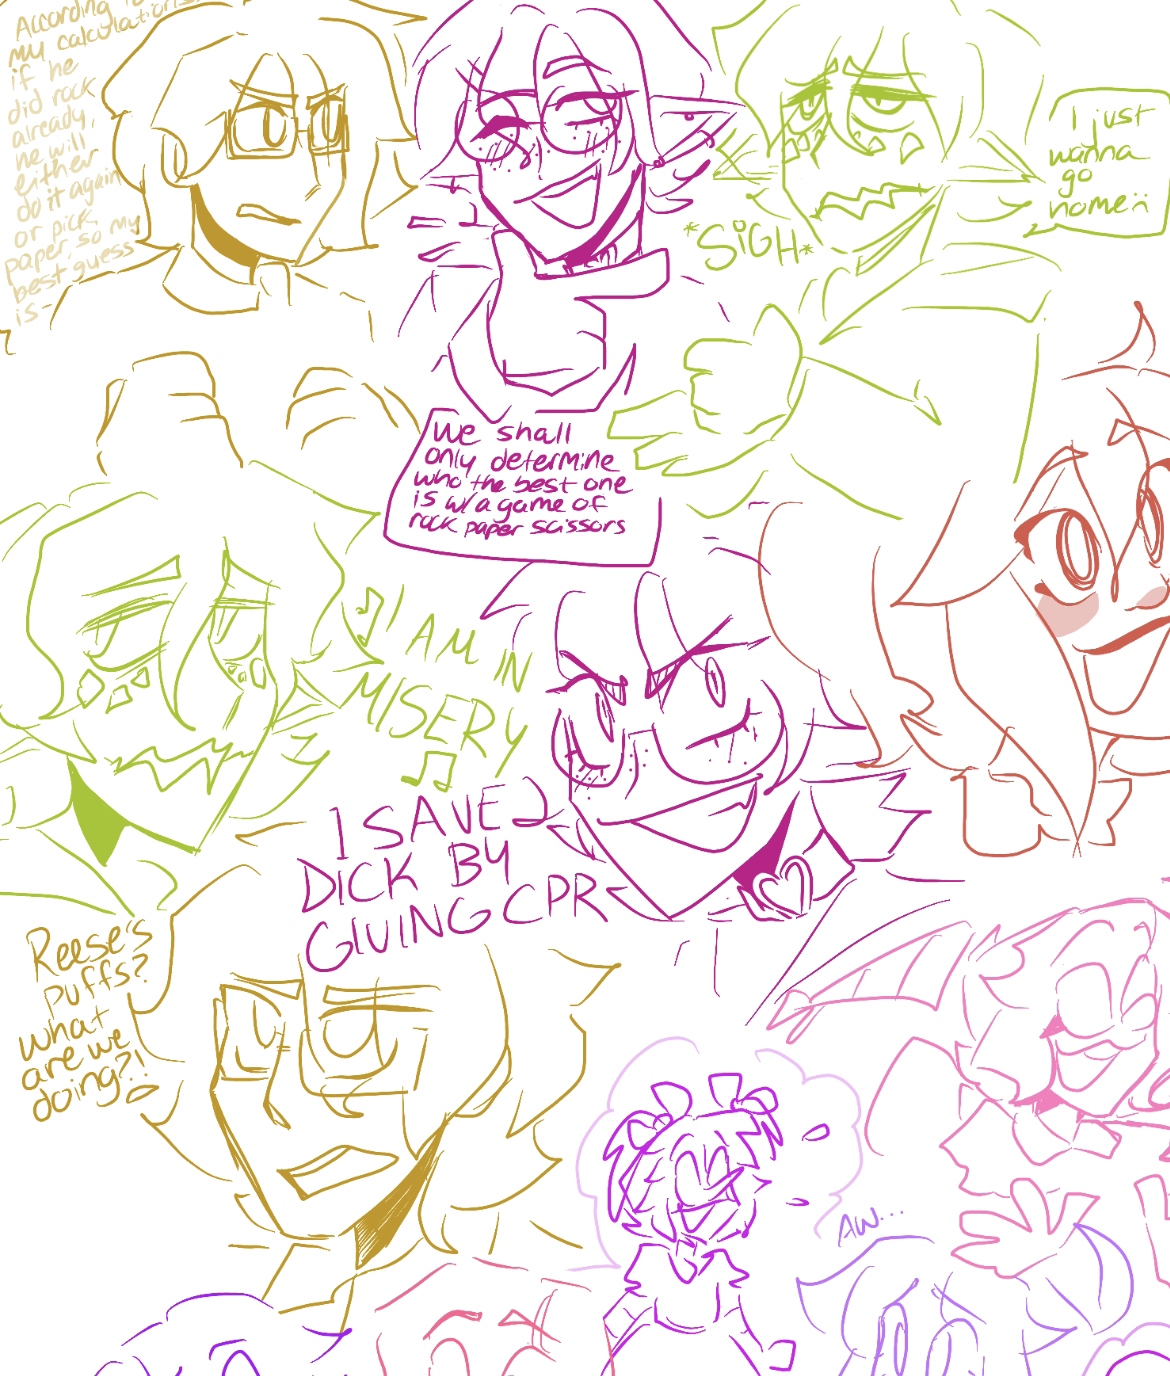 According to
my calculations,
if he
did rock
already,
he will
either
do it again
or pick
paper, so my
best guess
is-
I just
wanna
go
home :(
*SIGH*
We shall
only determine
who the best one
is w/ a game of
rock paper scissors
♪ I AM IN
MISERY
♫
I SAVED
DICK BY
GIVING CPR
Reese's
puffs?
what
are we
doing?!
AW...